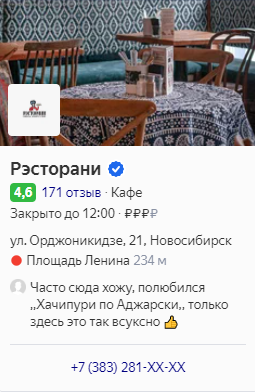 Рэсторани
4,6 171 отзыв · Кафе
Закрыто до 12:00 · ₽₽₽₽
ул. Орджоникидзе, 21, Новосибирск
Площадь Ленина 234 м
Часто сюда хожу, полюбился
,,Хачипури по Аджарски,, только
здесь это так всуксно 👍
+7 (383) 281-XX-XX